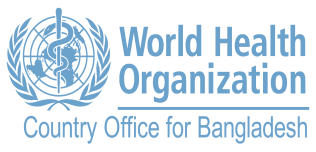 World Health
Organization
Country Office for Bangladesh